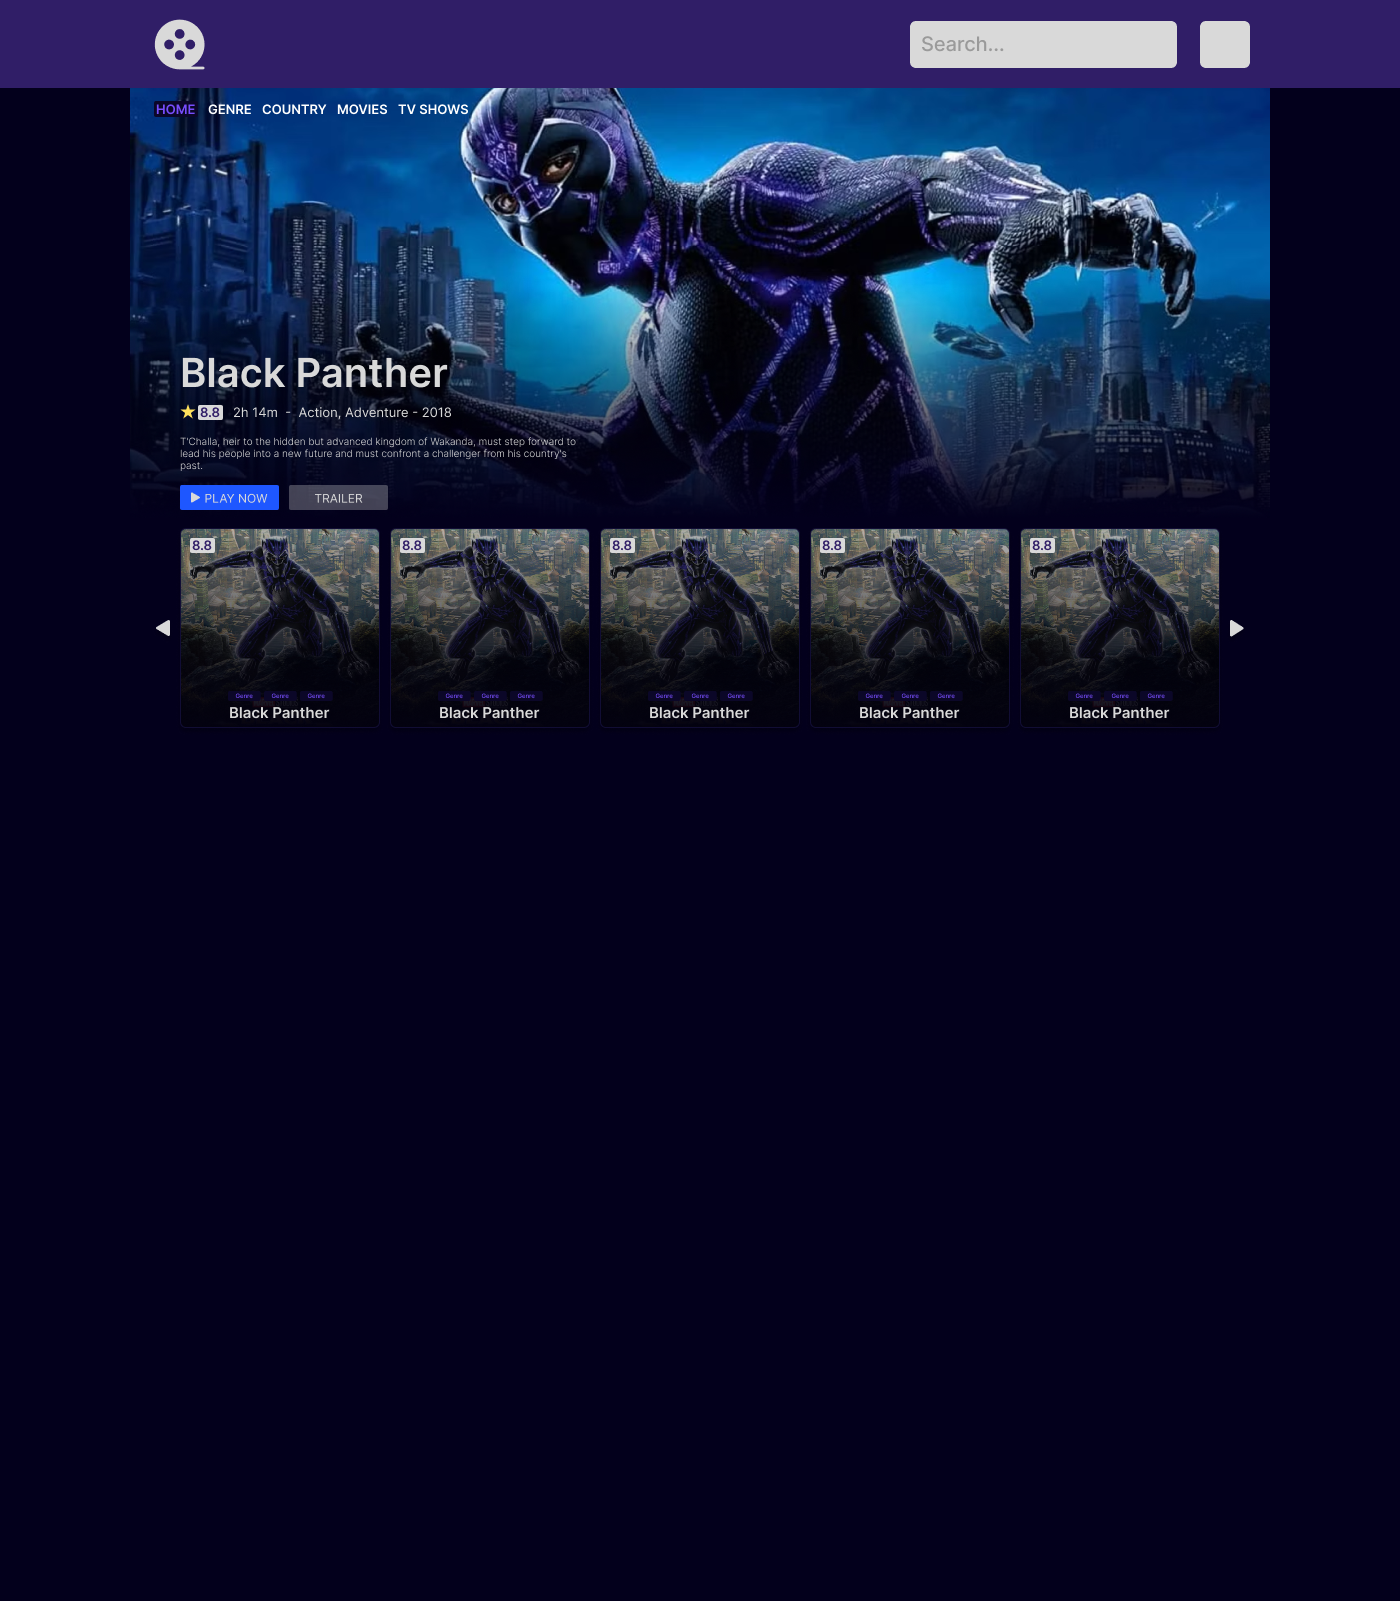 Search...
HOME GENRE COUNTRY MOVIES TV SHOWS
Black Panther
8.8 2h 14m - Action, Adventure - 2018
T'Challa, heir to the hidden but advanced kingdom of Wakanda, must step forward to
lead his people into a new future and must confront a challenger from his country's
past.
PLAY NOW TRAILER
8.8 8.8 8.8 8.8 8.8
Genre Genre Genre Genre Genre Genre Genre Genre Genre Genre Genre Genre Genre Genre Genre
Black Panther Black Panther Black Panther Black Panther Black Panther